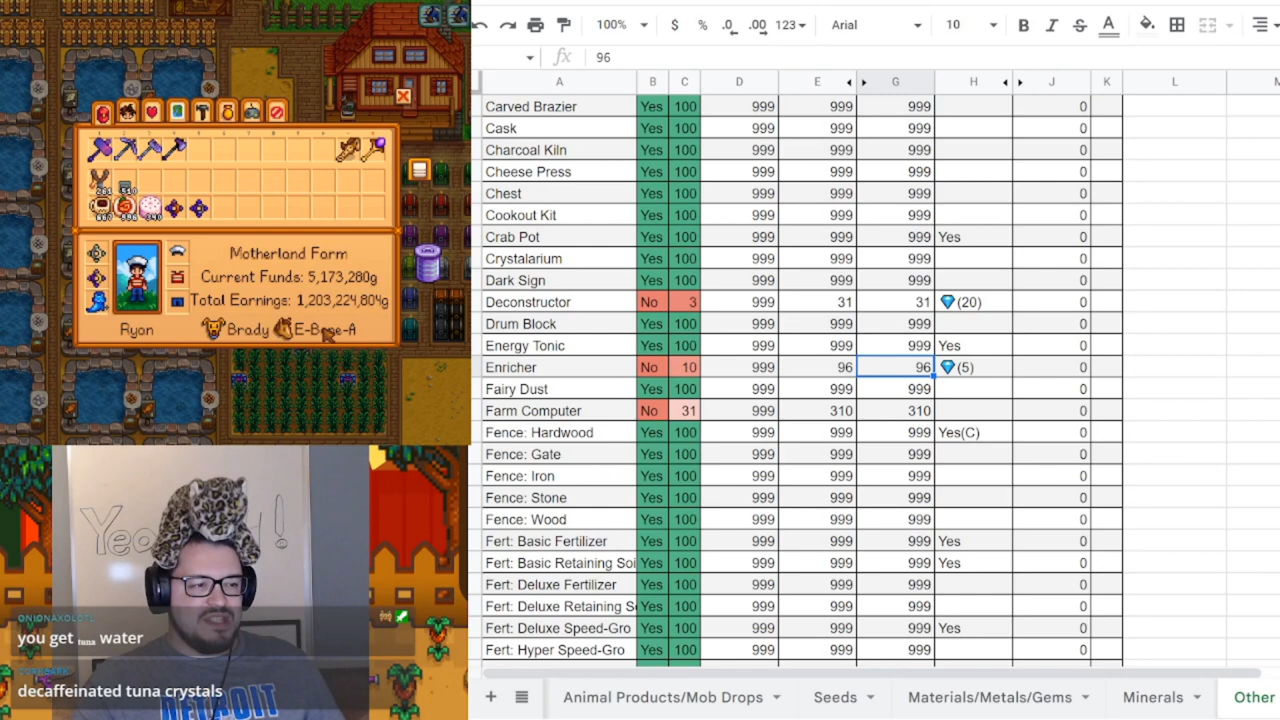 100% $ % .0 .00 123 Arial 10 B I S A
fx 96
A B C D E G H J K L
Carved Brazier Yes 100 999 999 999 0
Cask Yes 100 999 999 999 0
Charcoal Kiln Yes 100 999 999 999 0
Cheese Press Yes 100 999 999 999 0
Chest Yes 100 999 999 999 0
Cookout Kit Yes 100 999 999 999 0
Crab Pot Yes 100 999 999 999 Yes 0
Crystalarium Yes 100 999 999 999 0
Dark Sign Yes 100 999 999 999 0
Deconstructor No 3 999 31 31 💎(20) 0
Drum Block Yes 100 999 999 999 0
Energy Tonic Yes 100 999 999 999 Yes 0
Enricher No 10 999 96 96 💎(5) 0
Fairy Dust Yes 100 999 999 999 0
Farm Computer No 31 999 310 310 0
Fence: Hardwood Yes 100 999 999 999 Yes(C) 0
Fence: Gate Yes 100 999 999 999 0
Fence: Iron Yes 100 999 999 999 0
Fence: Stone Yes 100 999 999 999 0
Fence: Wood Yes 100 999 999 999 0
Fert: Basic Fertilizer Yes 100 999 999 999 Yes 0
Fert: Basic Retaining Soi Yes 100 999 999 999 Yes 0
Fert: Deluxe Fertilizer Yes 100 999 999 999 0
Fert: Deluxe Retaining S Yes 100 999 999 999 0
Fert: Deluxe Speed-Gro Yes 100 999 999 999 Yes 0
Fert: Hyper Speed-Gro Yes 100 999 999 999 0
+ Animal Products/Mob Drops Seeds Materials/Metals/Gems Minerals Other
261 510
Motherland Farm
Current Funds: 5,173,280g
Total Earnings: 1,203,224,804g
Ryon Brady E-Bone-A
ONIONAXOLOTL
you get tuna water
decaffeinated tuna crystals
DETROIT